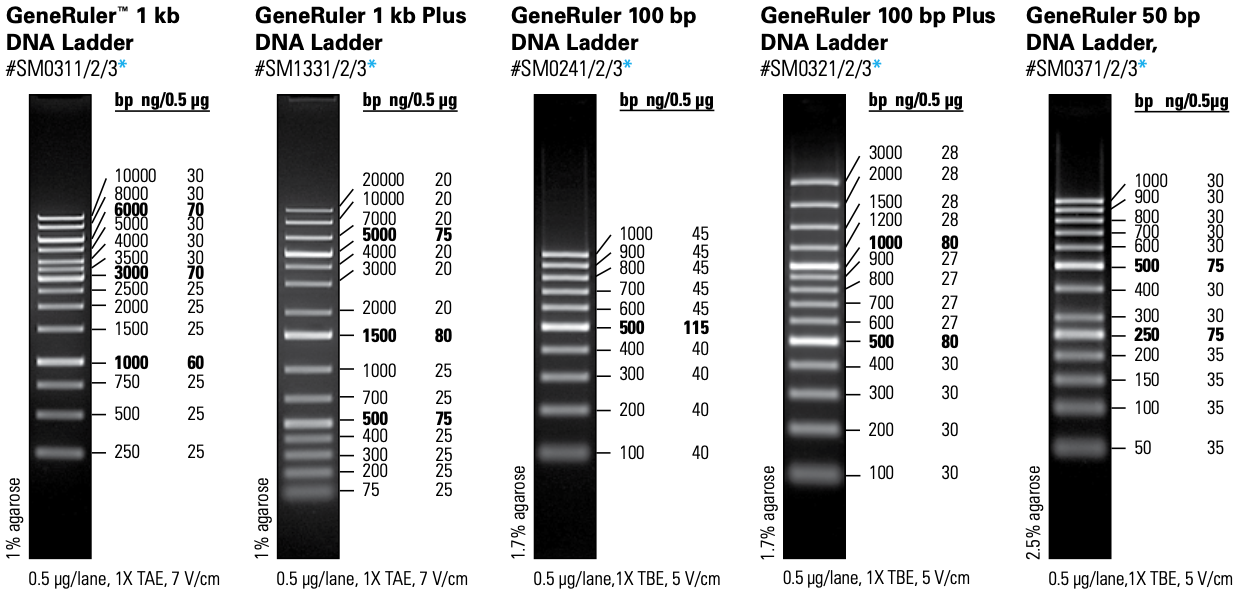 GeneRuler™ 1 kb
DNA Ladder
#SM0311/2/3*
bp ng/0.5 µg
10000 30
8000 30
6000 70
5000 30
4000 30
3500 30
3000 70
2500 25
2000 25
1500 25
1000 60
750 25
500 25
250 25
1% agarose
0.5 µg/lane, 1X TAE, 7 V/cm
GeneRuler 1 kb Plus
DNA Ladder
#SM1331/2/3*
bp ng/0.5 µg
20000 20
10000 20
7000 20
5000 75
4000 20
3000 20
2000 20
1500 80
1000 25
700 25
500 75
400 25
300 25
200 25
75 25
1% agarose
0.5 µg/lane, 1X TAE, 7 V/cm
GeneRuler 100 bp
DNA Ladder
#SM0241/2/3*
bp ng/0.5 µg
1000 45
900 45
800 45
700 45
600 45
500 115
400 40
300 40
200 40
100 40
1.7% agarose
0.5 µg/lane,1X TBE, 5 V/cm
GeneRuler 100 bp Plus
DNA Ladder
#SM0321/2/3*
bp ng/0.5 µg
3000 28
2000 28
1500 28
1200 28
1000 80
900 27
800 27
700 27
600 27
500 80
400 30
300 30
200 30
100 30
1.7% agarose
0.5 µg/lane, 1X TBE, 5 V/cm
GeneRuler 50 bp
DNA Ladder,
#SM0371/2/3*
bp ng/0.5µg
1000 30
900 30
800 30
700 30
600 30
500 75
400 30
300 30
250 75
200 35
150 35
100 35
50 35
2.5% agarose
0.5 µg/lane,1X TBE, 5 V/cm